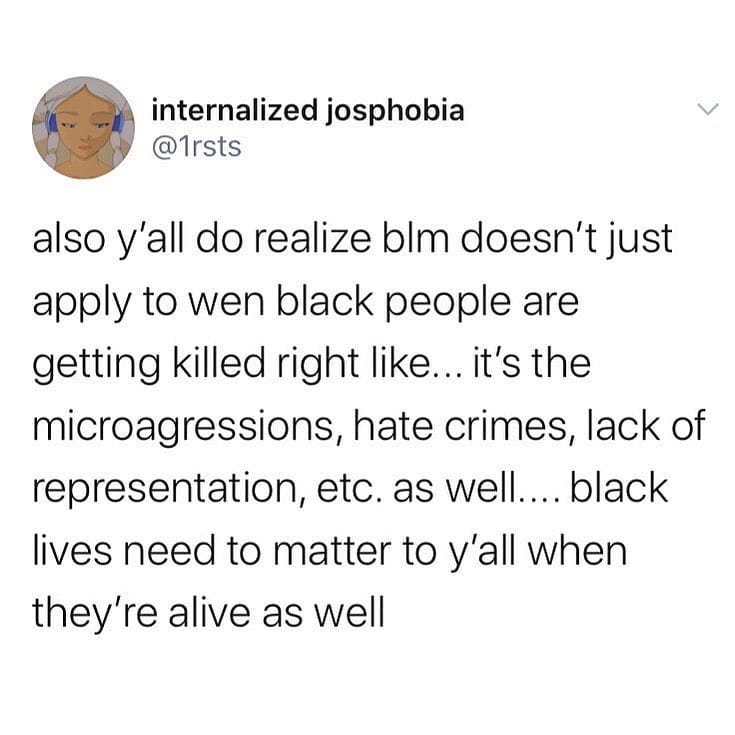 internalized josphobia
@1rsts
also y’all do realize blm doesn’t just
apply to wen black people are
getting killed right like... it’s the
microagressions, hate crimes, lack of
representation, etc. as well.... black
lives need to matter to y’all when
they’re alive as well